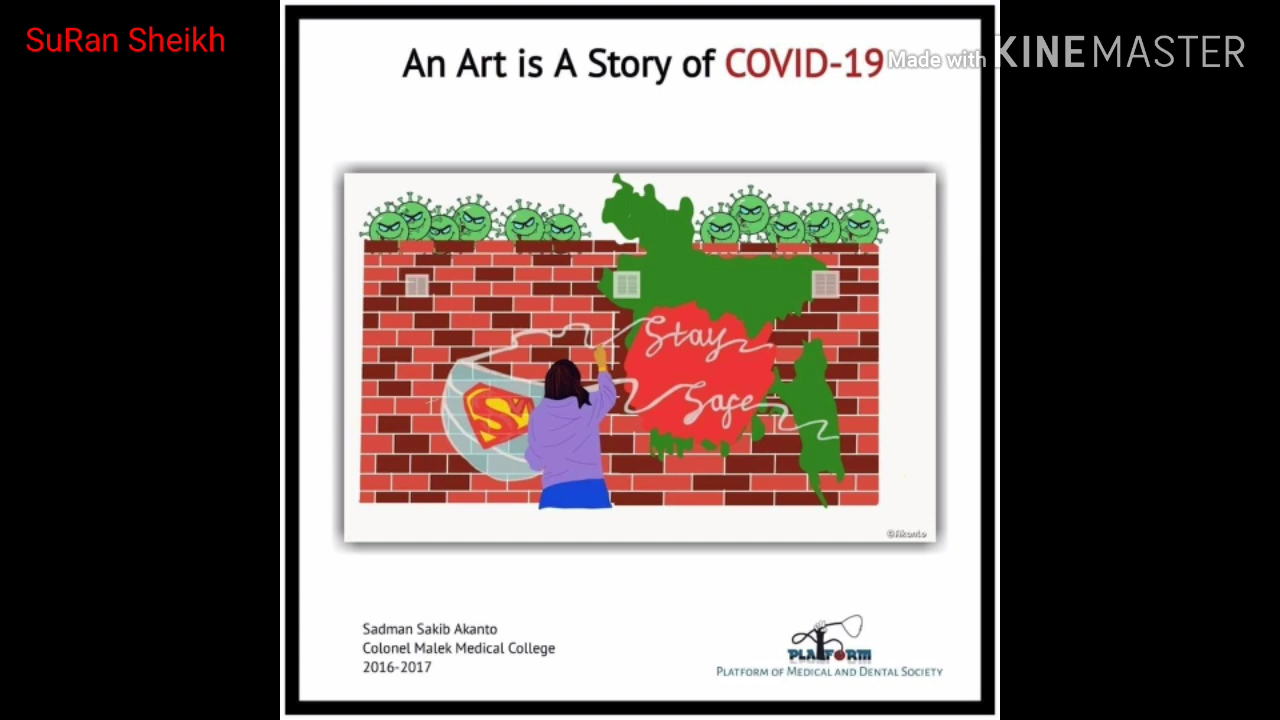 SuRan Sheikh
An Art is A Story of COVID-19
Made with KINEMASTER
Stay
Safe
©Akanto
Sadman Sakib Akanto
Colonel Malek Medical College
2016-2017
PLATFORM
PLATFORM OF MEDICAL AND DENTAL SOCIETY